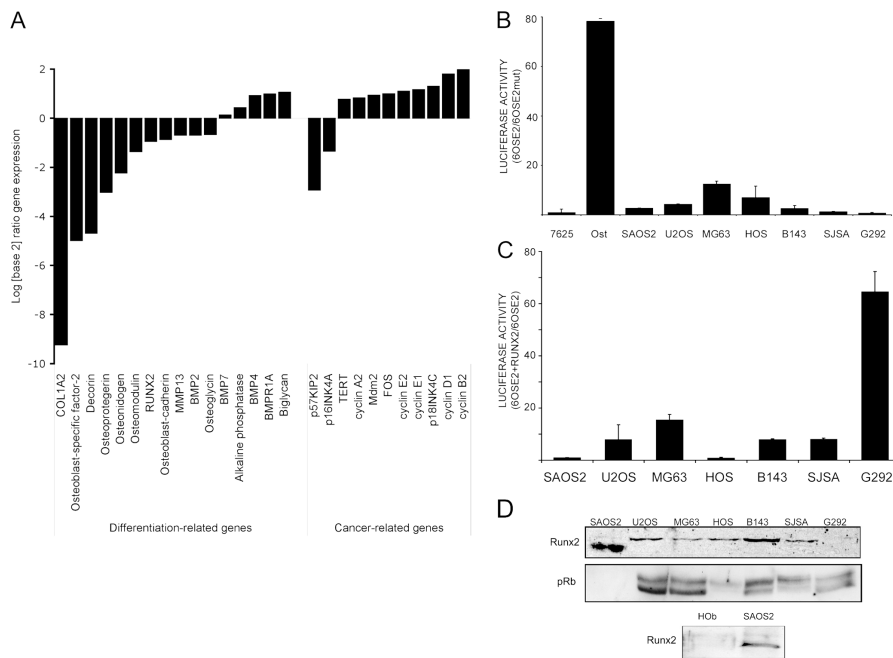 A
Log [base 2] ratio gene expression
2
0
-2
-4
-6
-8
-10
COL1A2
Osteoblast-specific factor-2
Decorin
Osteoprotegerin
Osteonidogen
Osteomodulin
RUNX2
Osteoblast-cadherin
MMP13
BMP2
Osteoglycin
BMP7
Alkaline phosphatase
BMP4
BMPR1A
Biglycan
p57KIP2
p16INK4A
TERT
cyclin A2
Mdm2
FOS
cyclin E2
cyclin E1
p18INK4C
cyclin D1
cyclin B2
Differentiation-related genes
Cancer-related genes
B
LUCIFERASE ACTIVITY
(6OSE2/6OSE2mut)
80
60
40
20
7625 Ost SAOS2 U2OS MG63 HOS B143 SJSA G292
C
LUCIFERASE ACTIVITY
(6OSE2+RUNX2/6OSE2)
80
60
40
20
SAOS2 U2OS MG63 HOS B143 SJSA G292
D
SAOS2 U2OS MG63 HOS B143 SJSA G292
Runx2
pRb
HOb SAOS2
Runx2